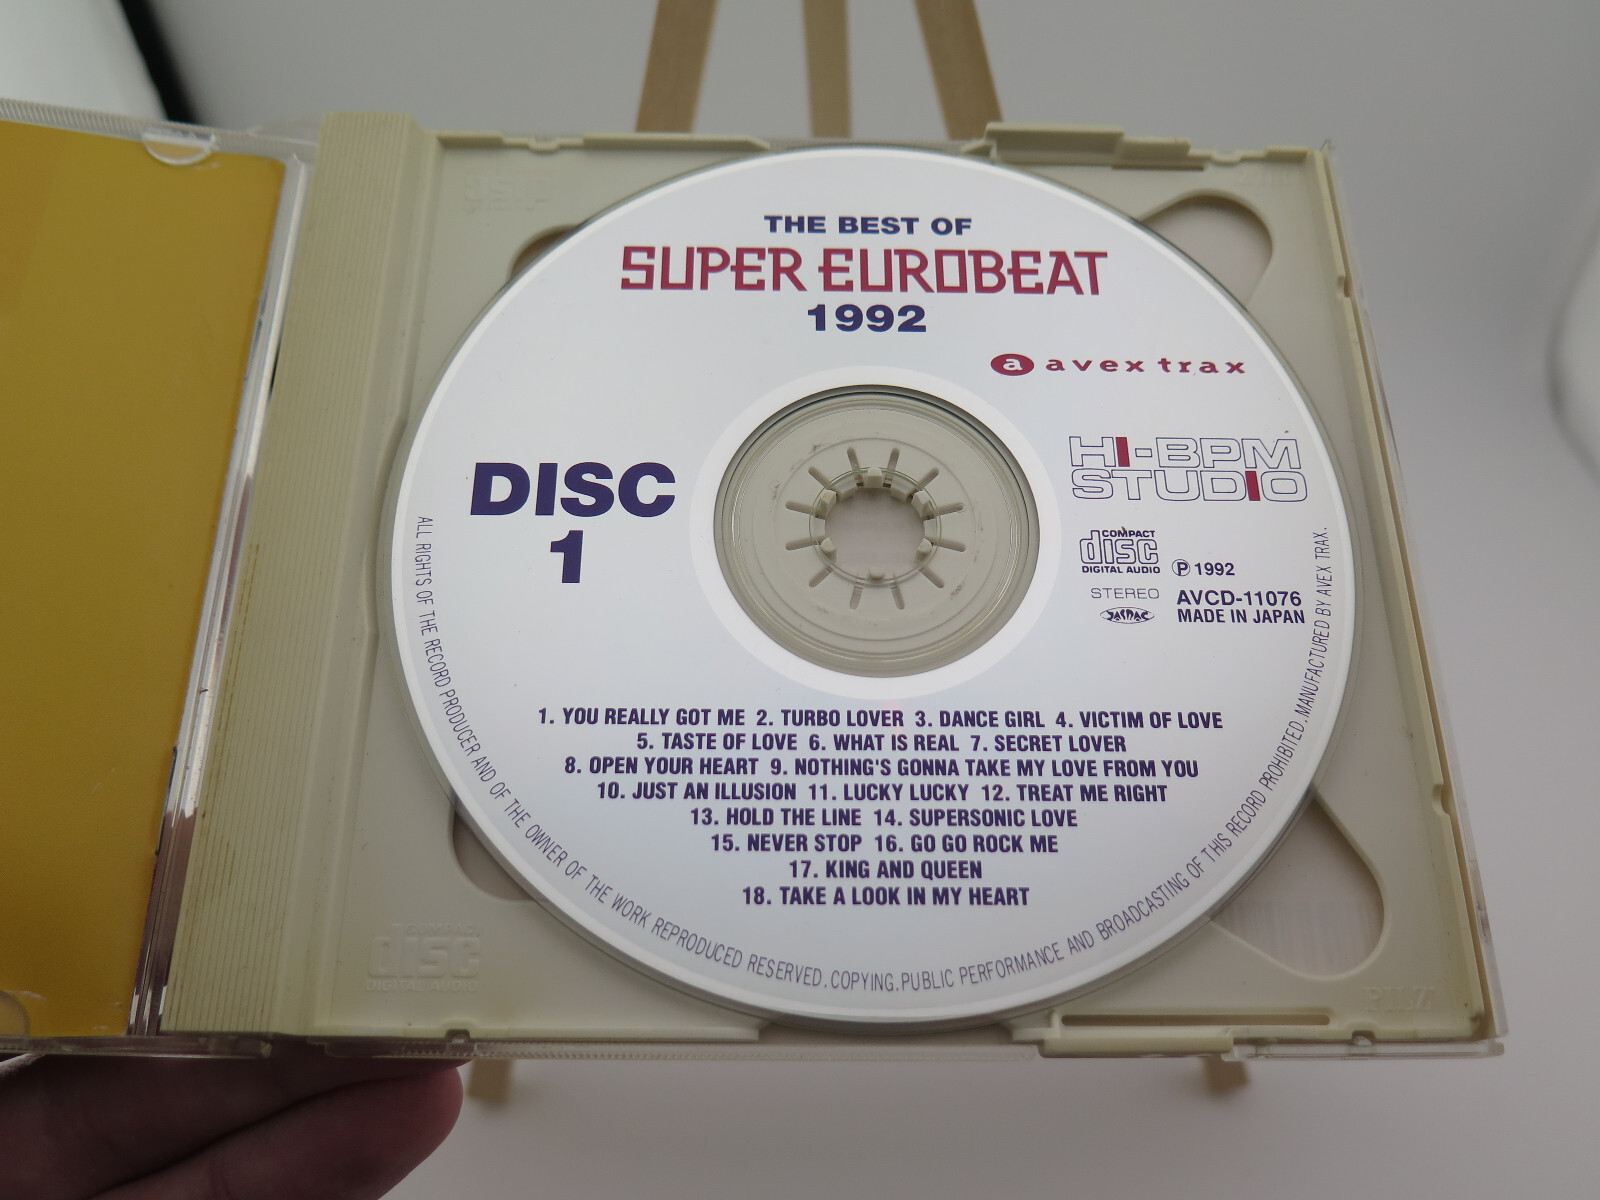 THE BEST OF
SUPER EUROBEAT
1992
a avex trax
DISC
1
HI-BPM
STUDIO
COMPACT
disc
DIGITAL AUDIO
℗ 1992
STEREO
AVCD-11076
JASRAC
MADE IN JAPAN
1. YOU REALLY GOT ME 2. TURBO LOVER 3. DANCE GIRL 4. VICTIM OF LOVE
5. TASTE OF LOVE 6. WHAT IS REAL 7. SECRET LOVER
8. OPEN YOUR HEART 9. NOTHING'S GONNA TAKE MY LOVE FROM YOU
10. JUST AN ILLUSION 11. LUCKY LUCKY 12. TREAT ME RIGHT
13. HOLD THE LINE 14. SUPERSONIC LOVE
15. NEVER STOP 16. GO GO ROCK ME
17. KING AND QUEEN
18. TAKE A LOOK IN MY HEART
ALL RIGHTS OF THE RECORD PRODUCER AND OF THE OWNER OF THE WORK REPRODUCED RESERVED. COPYING, PUBLIC PERFORMANCE AND BROADCASTING OF THIS RECORD PROHIBITED. MANUFACTURED BY AVEX TRAX.
COMPACT
disc
DIGITAL AUDIO
PILZ